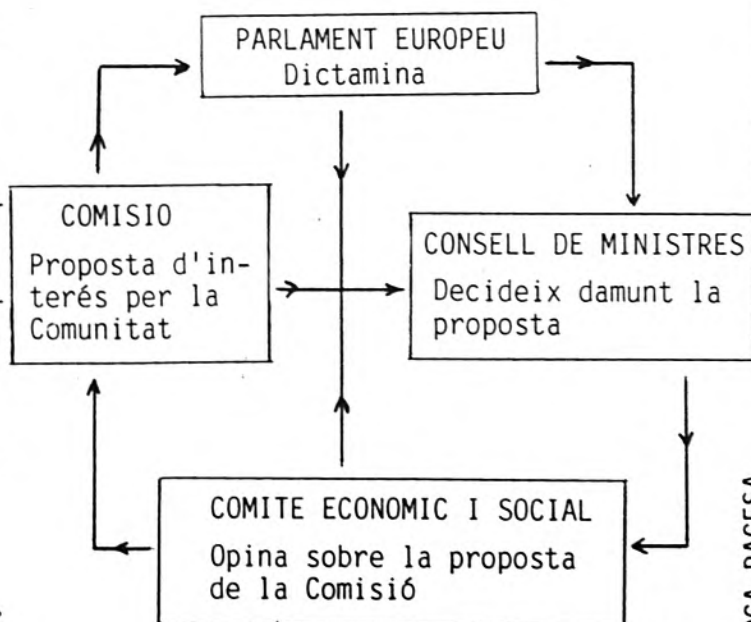 PARLAMENT EUROPEU
Dictamina
COMISIO
Proposta d'in-
terés per la
Comunitat
CONSELL DE MINISTRES
Decideix damunt la
proposta
COMITE ECONOMIC I SOCIAL
Opina sobre la proposta
de la Comisió
PAGESA